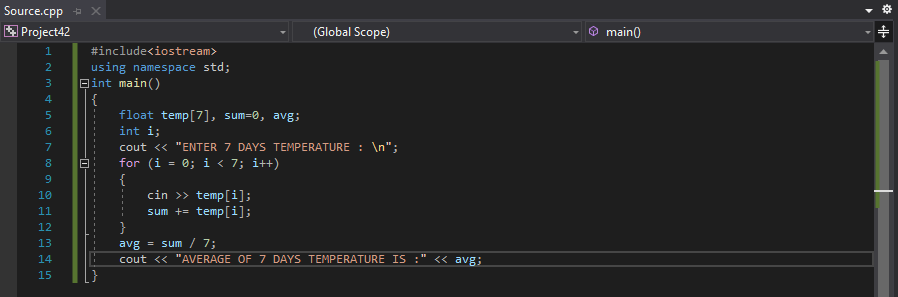 Source.cpp
Project42 (Global Scope) main()
1 #include<iostream>
2 using namespace std;
3 int main()
4 {
5 float temp[7], sum=0, avg;
6 int i;
7 cout << "ENTER 7 DAYS TEMPERATURE : \n";
8 for (i = 0; i < 7; i++)
9 {
10 cin >> temp[i];
11 sum += temp[i];
12 }
13 avg = sum / 7;
14 cout << "AVERAGE OF 7 DAYS TEMPERATURE IS :" << avg;
15 }